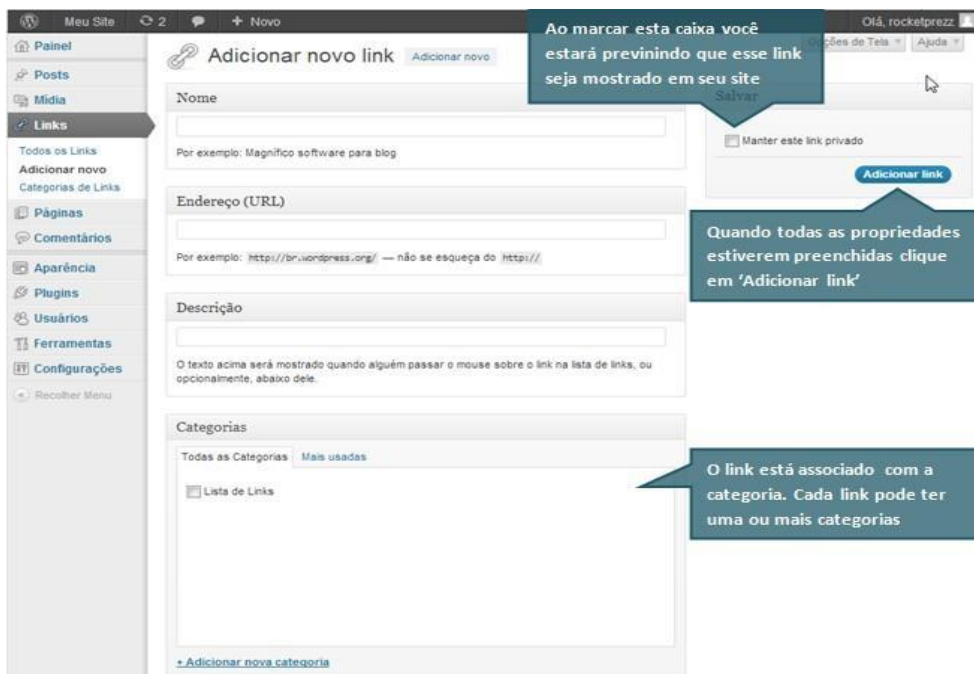 Meu Site 2 + Novo
Olá, rocketprezz
Opções de Tela Ajuda
Painel
Posts
Mídia
Links
Todos os Links
Adicionar novo
Categorias de Links
Páginas
Comentários
Aparência
Plugins
Usuários
Ferramentas
Configurações
Recolher Menu
Adicionar novo link Adicionar novo
Nome
Por exemplo: Magnífico software para blog
Endereço (URL)
Por exemplo: http://br.wordpress.org/ — não se esqueça do http://
Descrição
O texto acima será mostrado quando alguém passar o mouse sobre o link na lista de links, ou
opcionalmente, abaixo dele.
Categorias
Todas as Categorias Mais usadas
Lista de Links
+ Adicionar nova categoria
Ao marcar esta caixa você
estará previnindo que esse link
seja mostrado em seu site
Salvar
Manter este link privado
Adicionar link
Quando todas as propriedades
estiverem preenchidas clique
em ‘Adicionar link’
O link está associado com a
categoria. Cada link pode ter
uma ou mais categorias